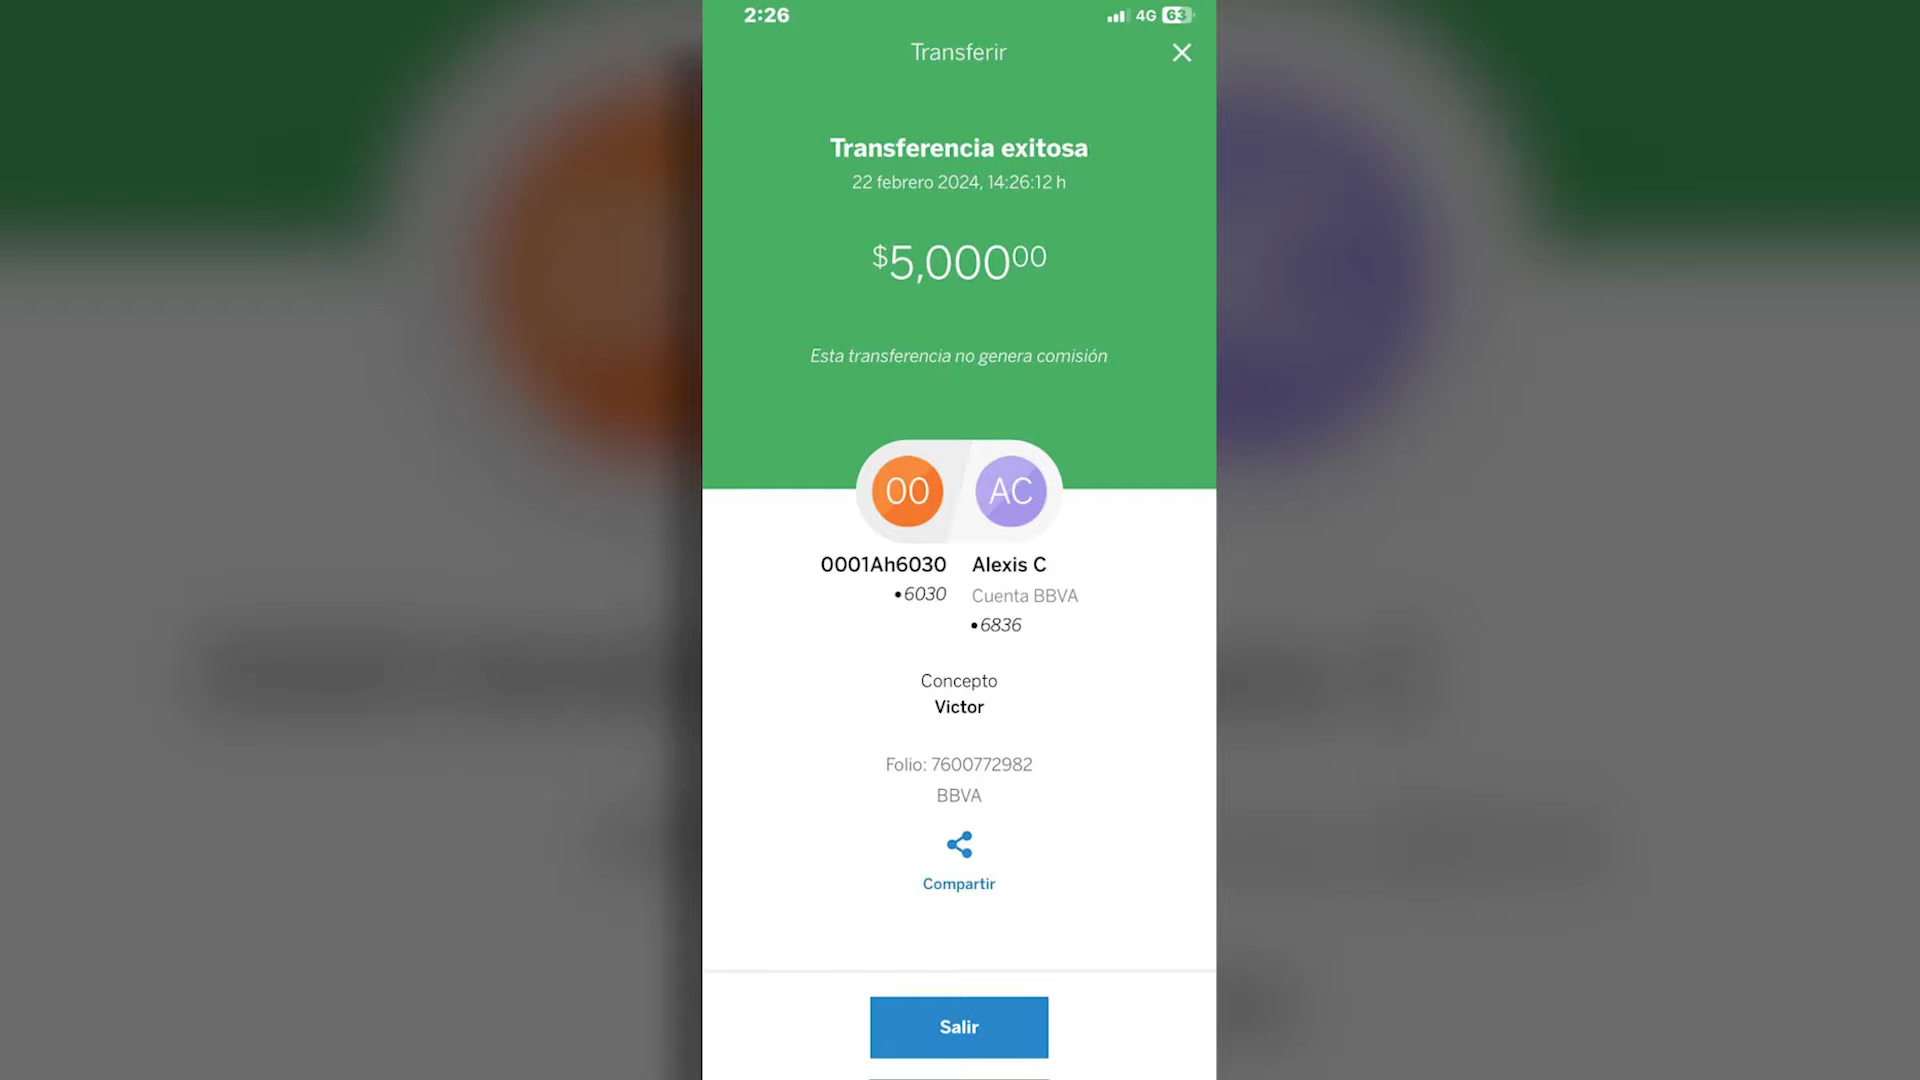 2:26
4G 63
Transferir
Transferencia exitosa
22 febrero 2024, 14:26:12 h
$5,00000
Esta transferencia no genera comisión
00 AC
0001Ah6030 Alexis C
•6030 Cuenta BBVA
•6836
Concepto
Victor
Folio: 7600772982
BBVA
Compartir
Salir